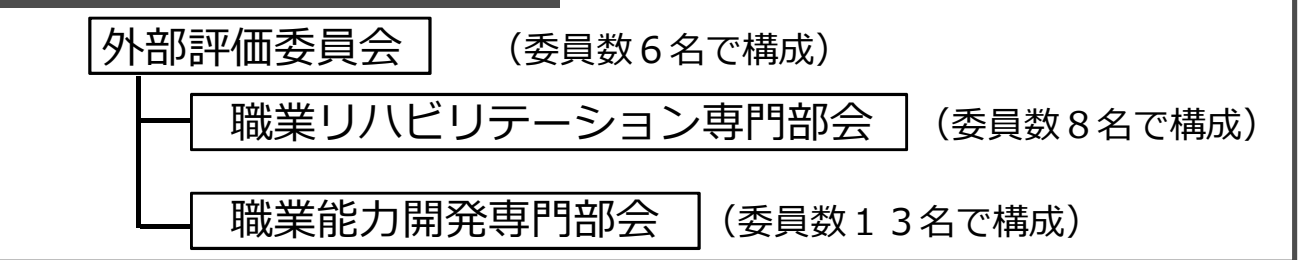 外部評価委員会 （委員数６名で構成）
職業リハビリテーション専門部会 （委員数８名で構成）
職業能力開発専門部会 （委員数１３名で構成）